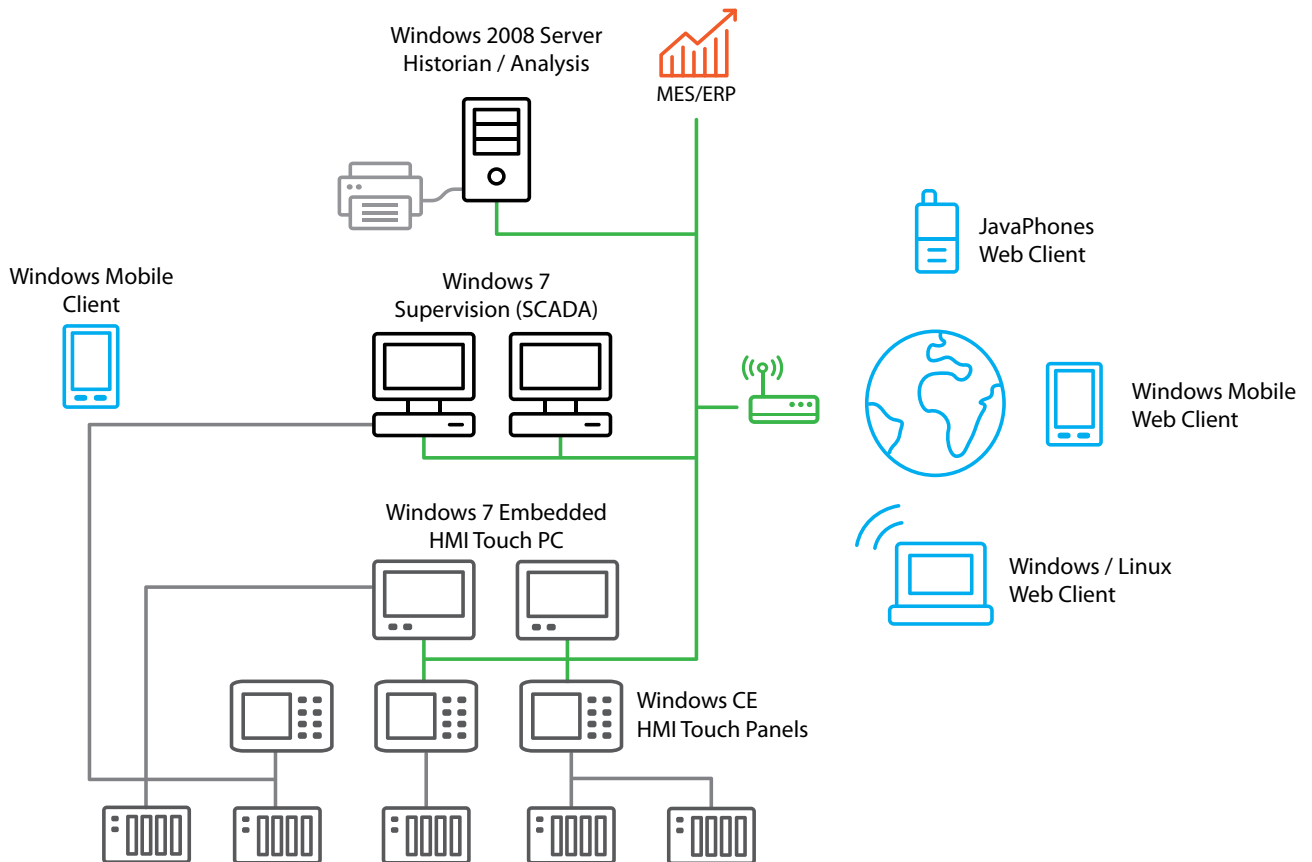 Windows 2008 Server
Historian / Analysis
MES/ERP
JavaPhones
Web Client
Windows Mobile
Client
Windows 7
Supervision (SCADA)
Windows Mobile
Web Client
Windows 7 Embedded
HMI Touch PC
Windows / Linux
Web Client
Windows CE
HMI Touch Panels